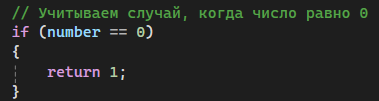 // Учитываем случай, когда число равно 0
if (number == 0)
{
    return 1;
}